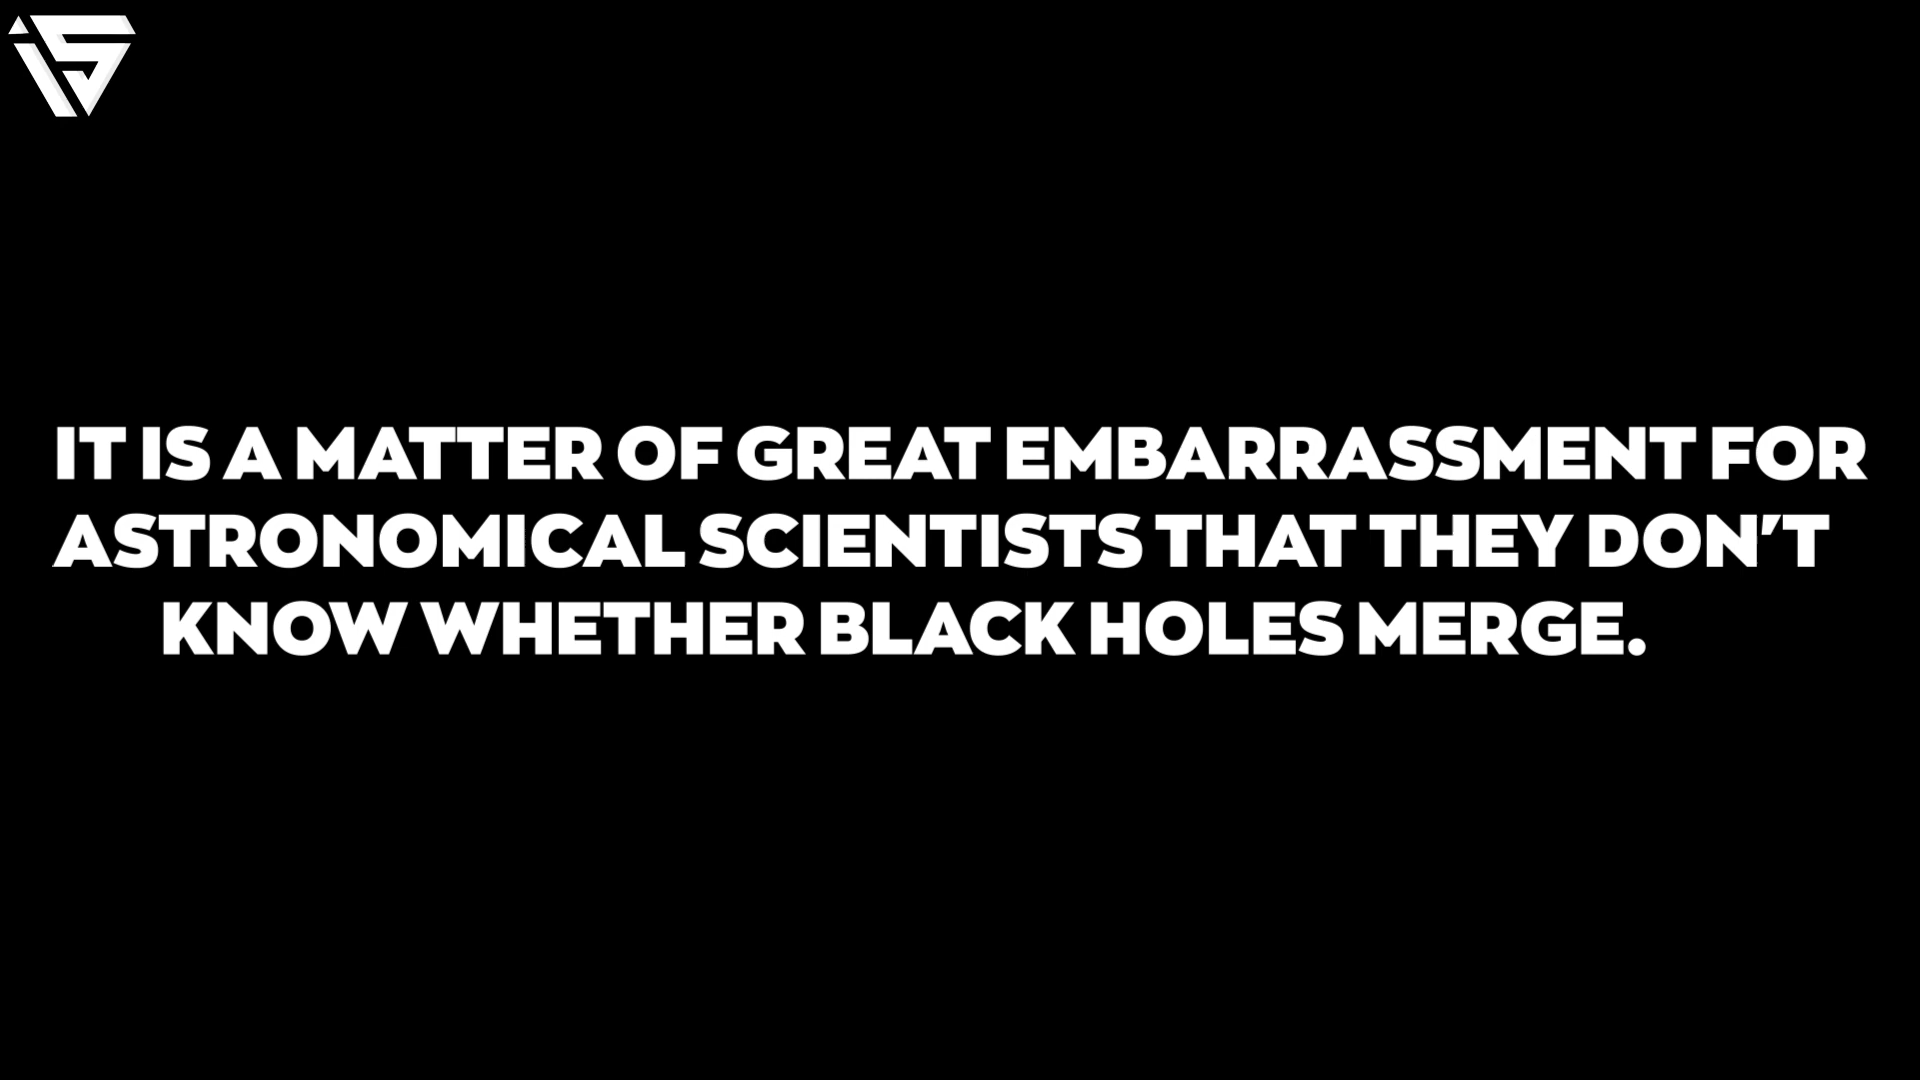 IT IS A MATTER OF GREAT EMBARRASSMENT FOR
ASTRONOMICAL SCIENTISTS THAT THEY DON'T
KNOW WHETHER BLACK HOLES MERGE.